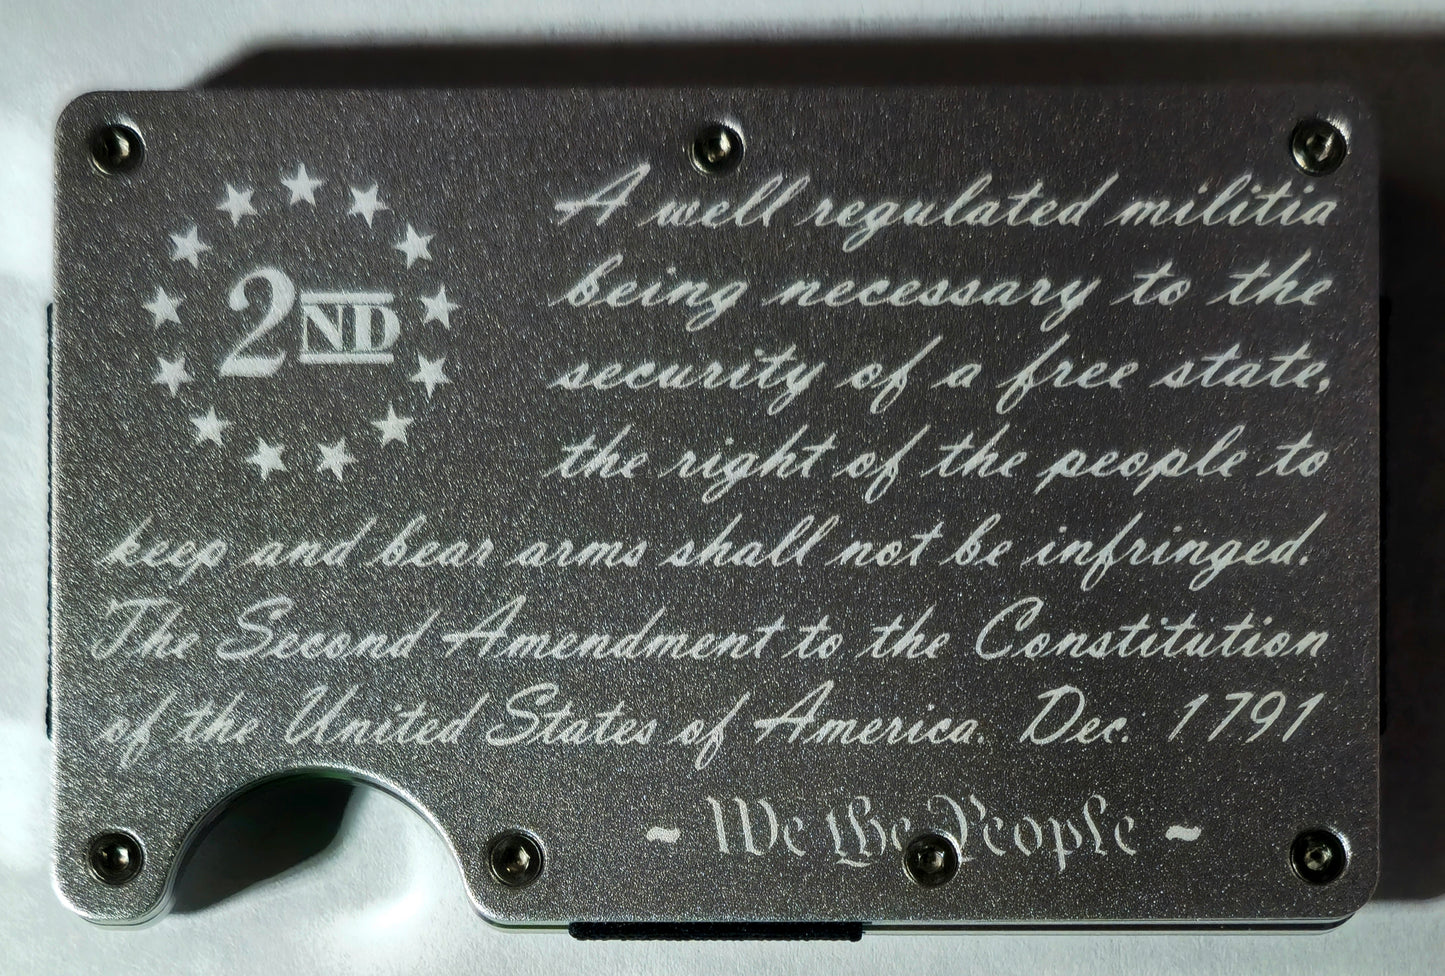 2ND
A well regulated militia
being necessary to the
security of a free state,
the right of the people to
keep and bear arms shall not be infringed.
The Second Amendment to the Constitution
of the United States of America. Dec. 1791
~ We the People ~